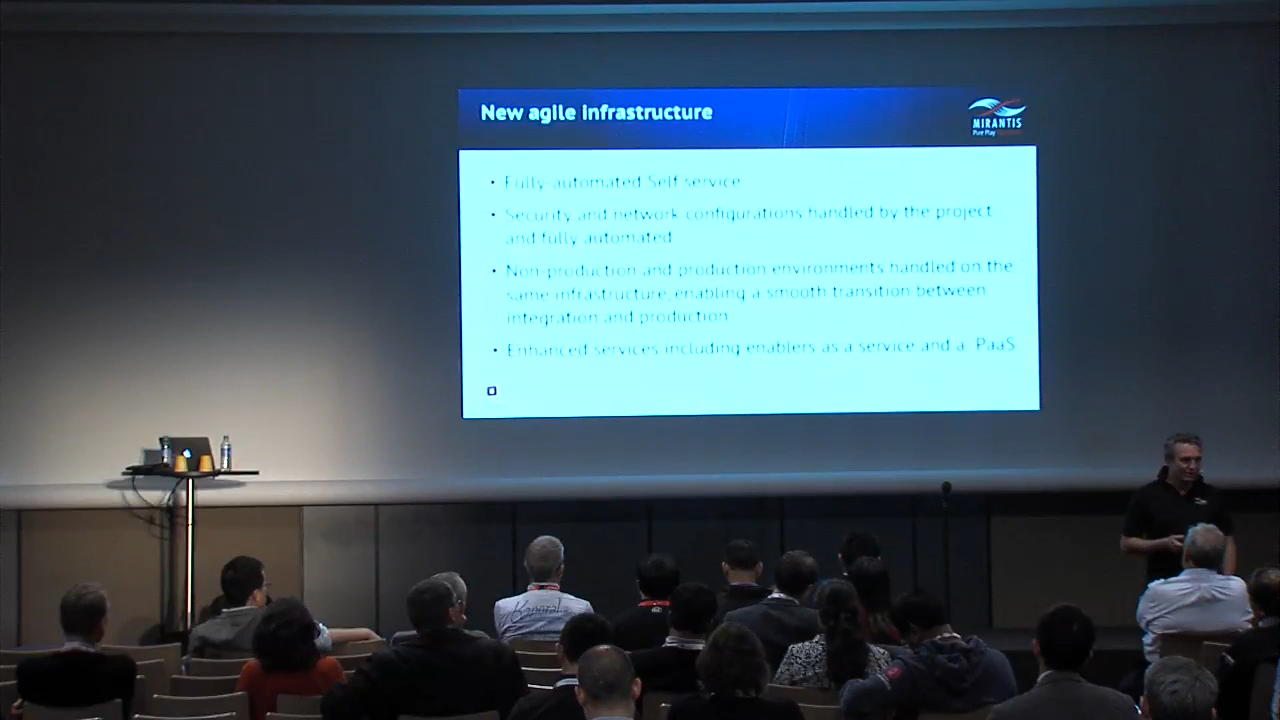 New agile infrastructure
MIRANTIS
Pure Play
• Fully-automated Self service
• Security and network configurations handled by the project
and fully automated
• Non-production and production environments handled on the
same infrastructure, enabling a smooth transition between
integration and production
• Enhanced services including enablers as a service and a PaaS
Kaporal